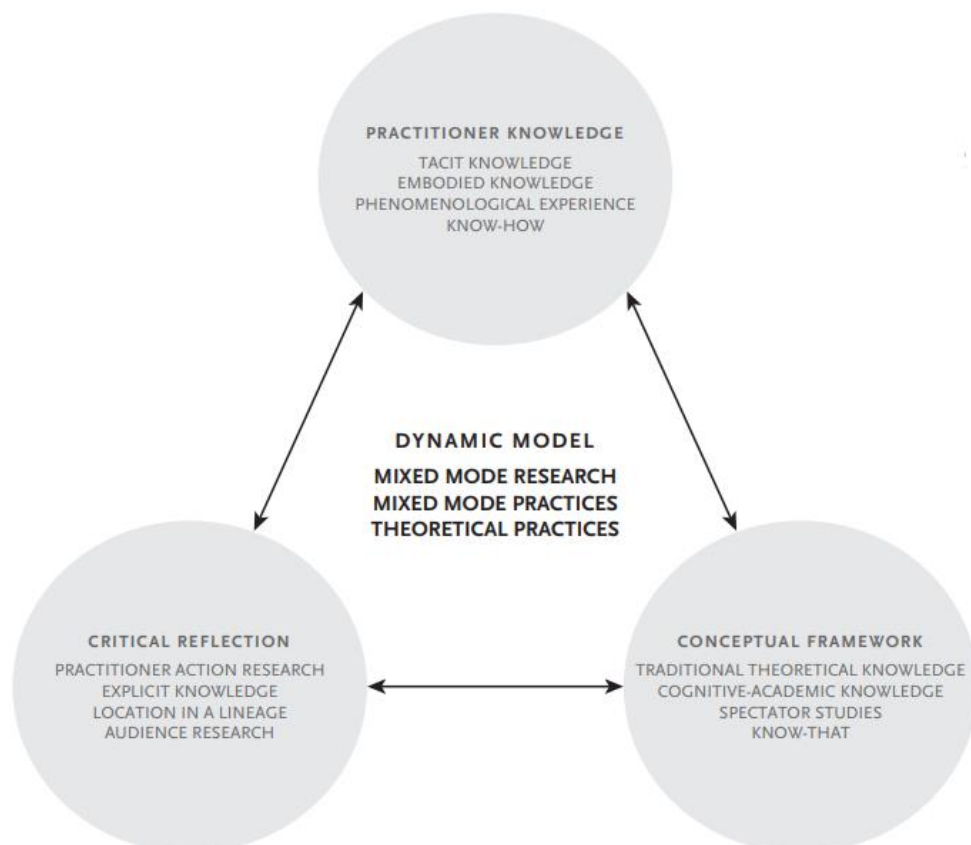 PRACTITIONER KNOWLEDGE
TACIT KNOWLEDGE
EMBODIED KNOWLEDGE
PHENOMENOLOGICAL EXPERIENCE
KNOW-HOW
DYNAMIC MODEL
MIXED MODE RESEARCH
MIXED MODE PRACTICES
THEORETICAL PRACTICES
CRITICAL REFLECTION
PRACTITIONER ACTION RESEARCH
EXPLICIT KNOWLEDGE
LOCATION IN A LINEAGE
AUDIENCE RESEARCH
CONCEPTUAL FRAMEWORK
TRADITIONAL THEORETICAL KNOWLEDGE
COGNITIVE-ACADEMIC KNOWLEDGE
SPECTATOR STUDIES
KNOW-THAT